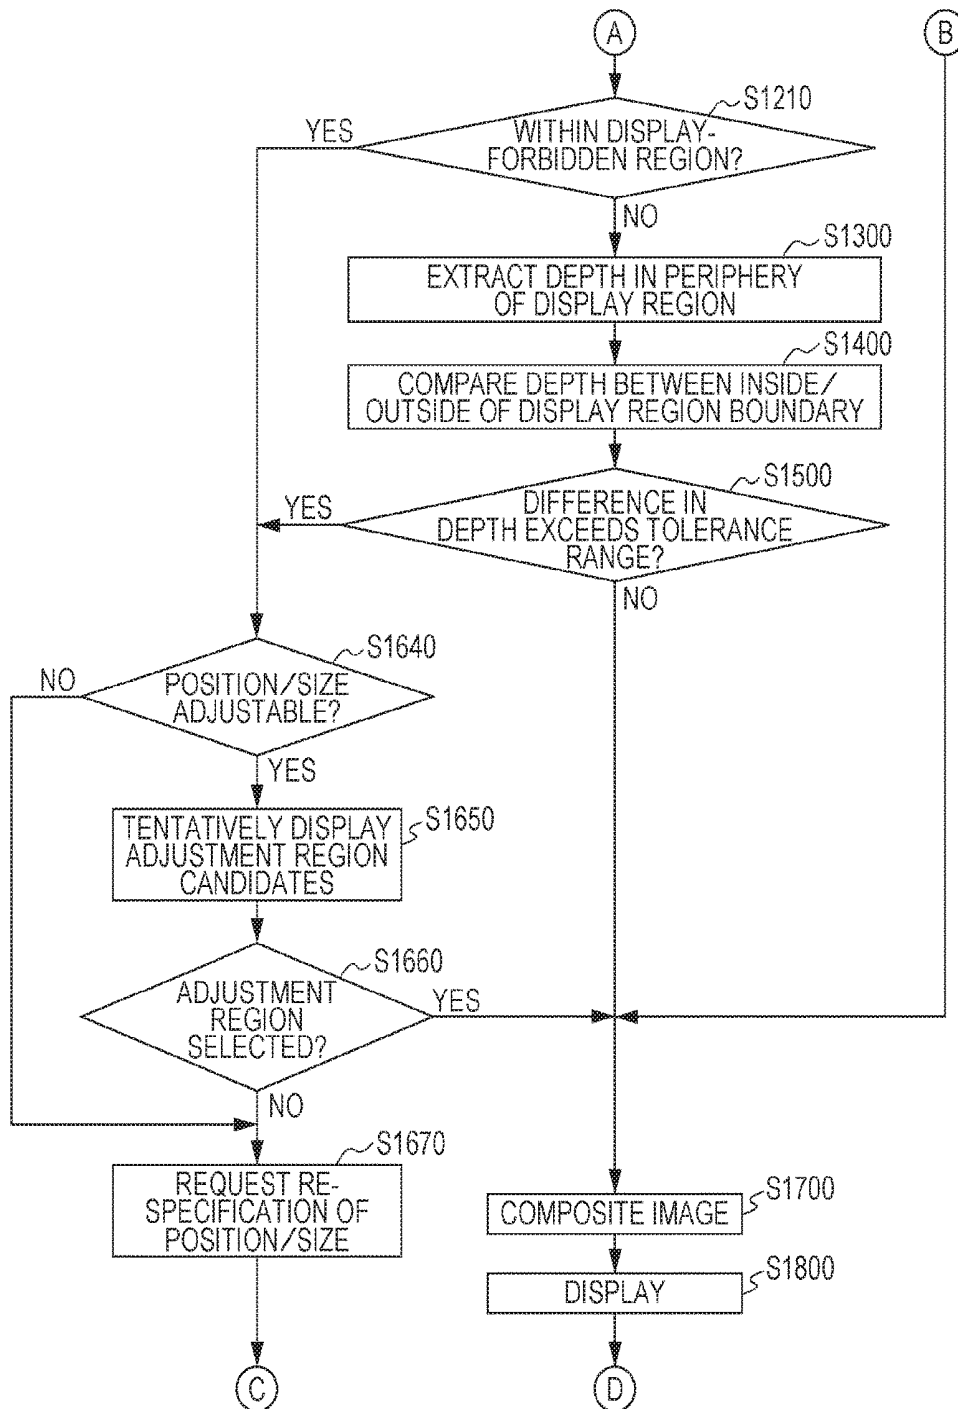 A
B
S1210
YES
WITHIN DISPLAY-
FORBIDDEN REGION?
NO
S1300
EXTRACT DEPTH IN PERIPHERY
OF DISPLAY REGION
S1400
COMPARE DEPTH BETWEEN INSIDE/
OUTSIDE OF DISPLAY REGION BOUNDARY
S1500
YES
DIFFERENCE IN
DEPTH EXCEEDS TOLERANCE
RANGE?
NO
S1640
NO
POSITION/SIZE
ADJUSTABLE?
YES
S1650
TENTATIVELY DISPLAY
ADJUSTMENT REGION
CANDIDATES
S1660
ADJUSTMENT
REGION
SELECTED?
YES
NO
S1670
REQUEST RE-
SPECIFICATION OF
POSITION/SIZE
S1700
COMPOSITE IMAGE
S1800
DISPLAY
C
D